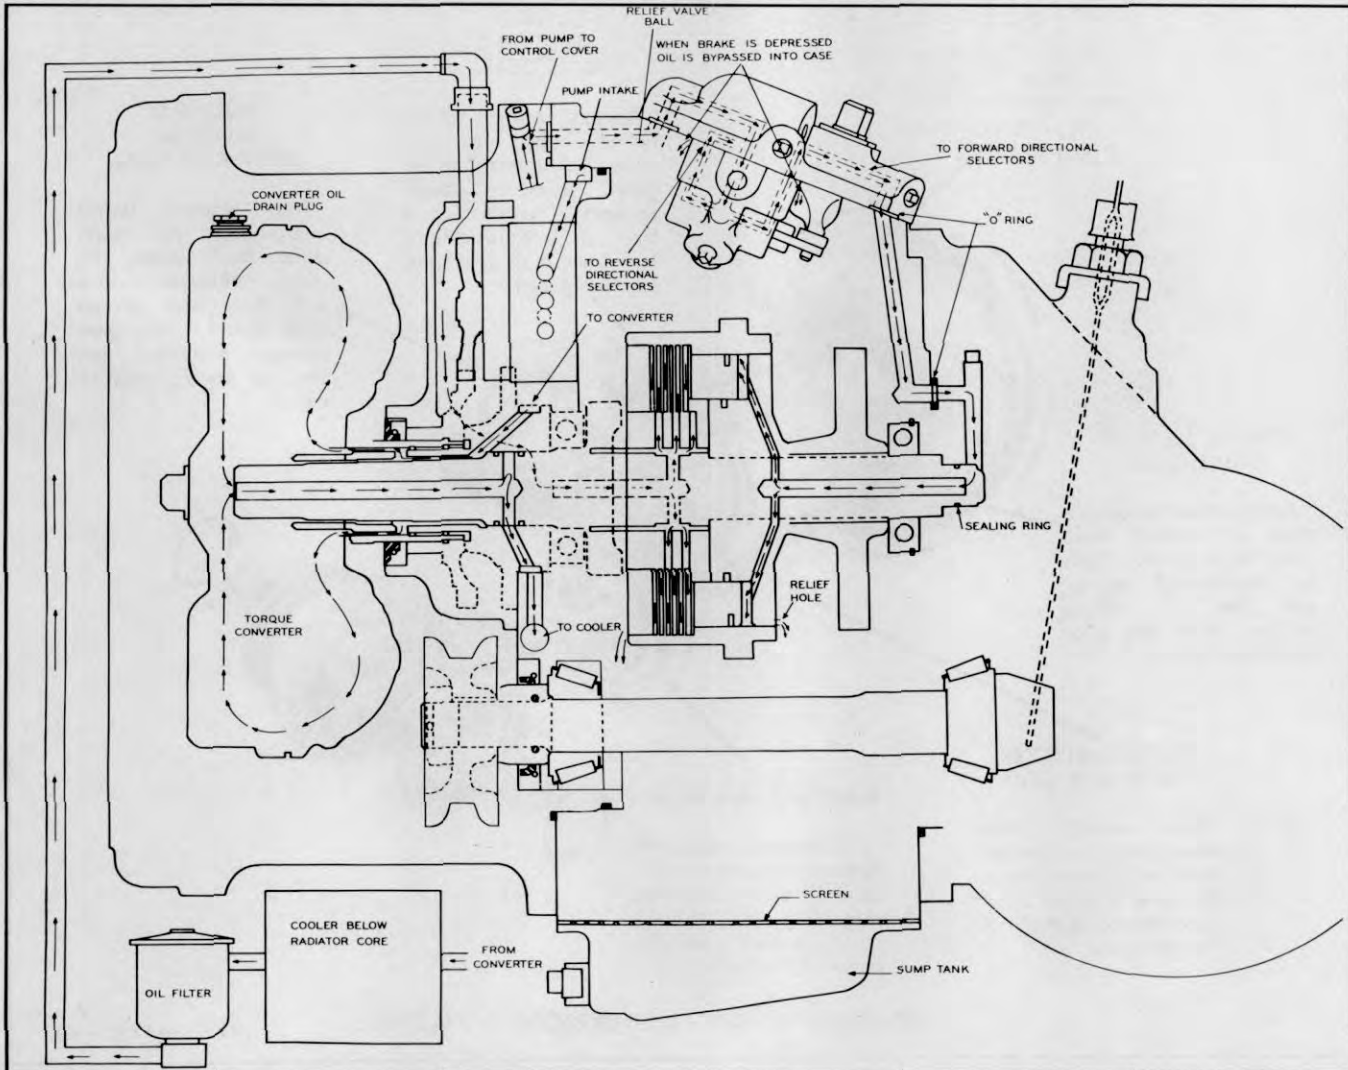 RELIEF VALVE
BALL
FROM PUMP TO
CONTROL COVER
WHEN BRAKE IS DEPRESSED
OIL IS BYPASSED INTO CASE
PUMP INTAKE
TO FORWARD DIRECTIONAL
SELECTORS
CONVERTER OIL
DRAIN PLUG
"O" RING
TO REVERSE
DIRECTIONAL
SELECTORS
TO CONVERTER
SEALING RING
RELIEF
HOLE
TORQUE
CONVERTER
TO COOLER
SCREEN
COOLER BELOW
RADIATOR CORE
FROM
CONVERTER
SUMP TANK
OIL FILTER